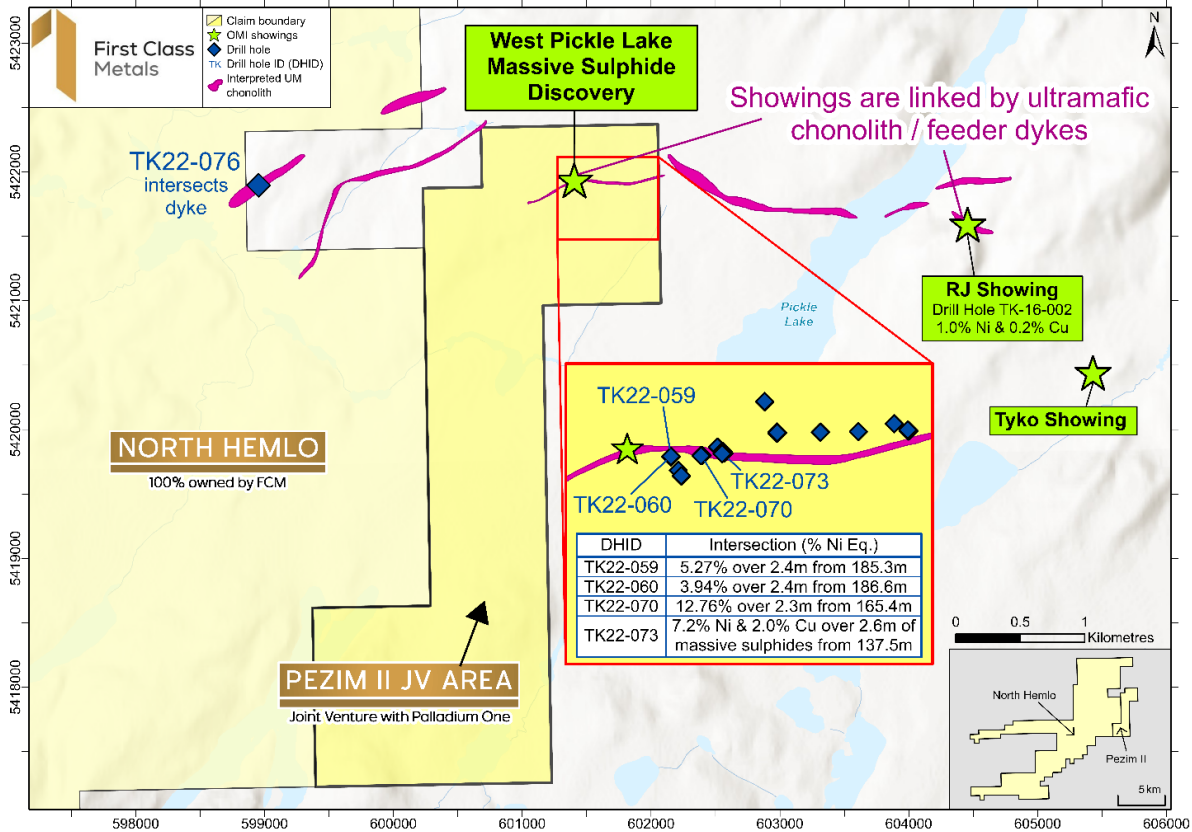 First Class
Metals
Claim boundary
OMI showings
Drill hole
TK Drill hole ID (DHID)
Interpreted UM
chonolith
West Pickle Lake
Massive Sulphide
Discovery
N
Showings are linked by ultramafic
chonolith / feeder dykes
TK22-076
intersects
dyke
RJ Showing
Drill Hole TK-16-002
1.0% Ni & 0.2% Cu
Pickle
Lake
Tyko Showing
NORTH HEMLO
100% owned by FCM
TK22-059
TK22-073
TK22-060
TK22-070
DHID Intersection (% Ni Eq.)
TK22-059 5.27% over 2.4m from 185.3m
TK22-060 3.94% over 2.4m from 186.6m
TK22-070 12.76% over 2.3m from 165.4m
TK22-073 7.2% Ni & 2.0% Cu over 2.6m of
massive sulphides from 137.5m
PEZIM II JV AREA
Joint Venture with Palladium One
0 0.5 1
Kilometres
North Hemlo
Pezim II
5 km
5423000
5422000
5421000
5420000
5419000
5418000
598000 599000 600000 601000 602000 603000 604000 605000 606000